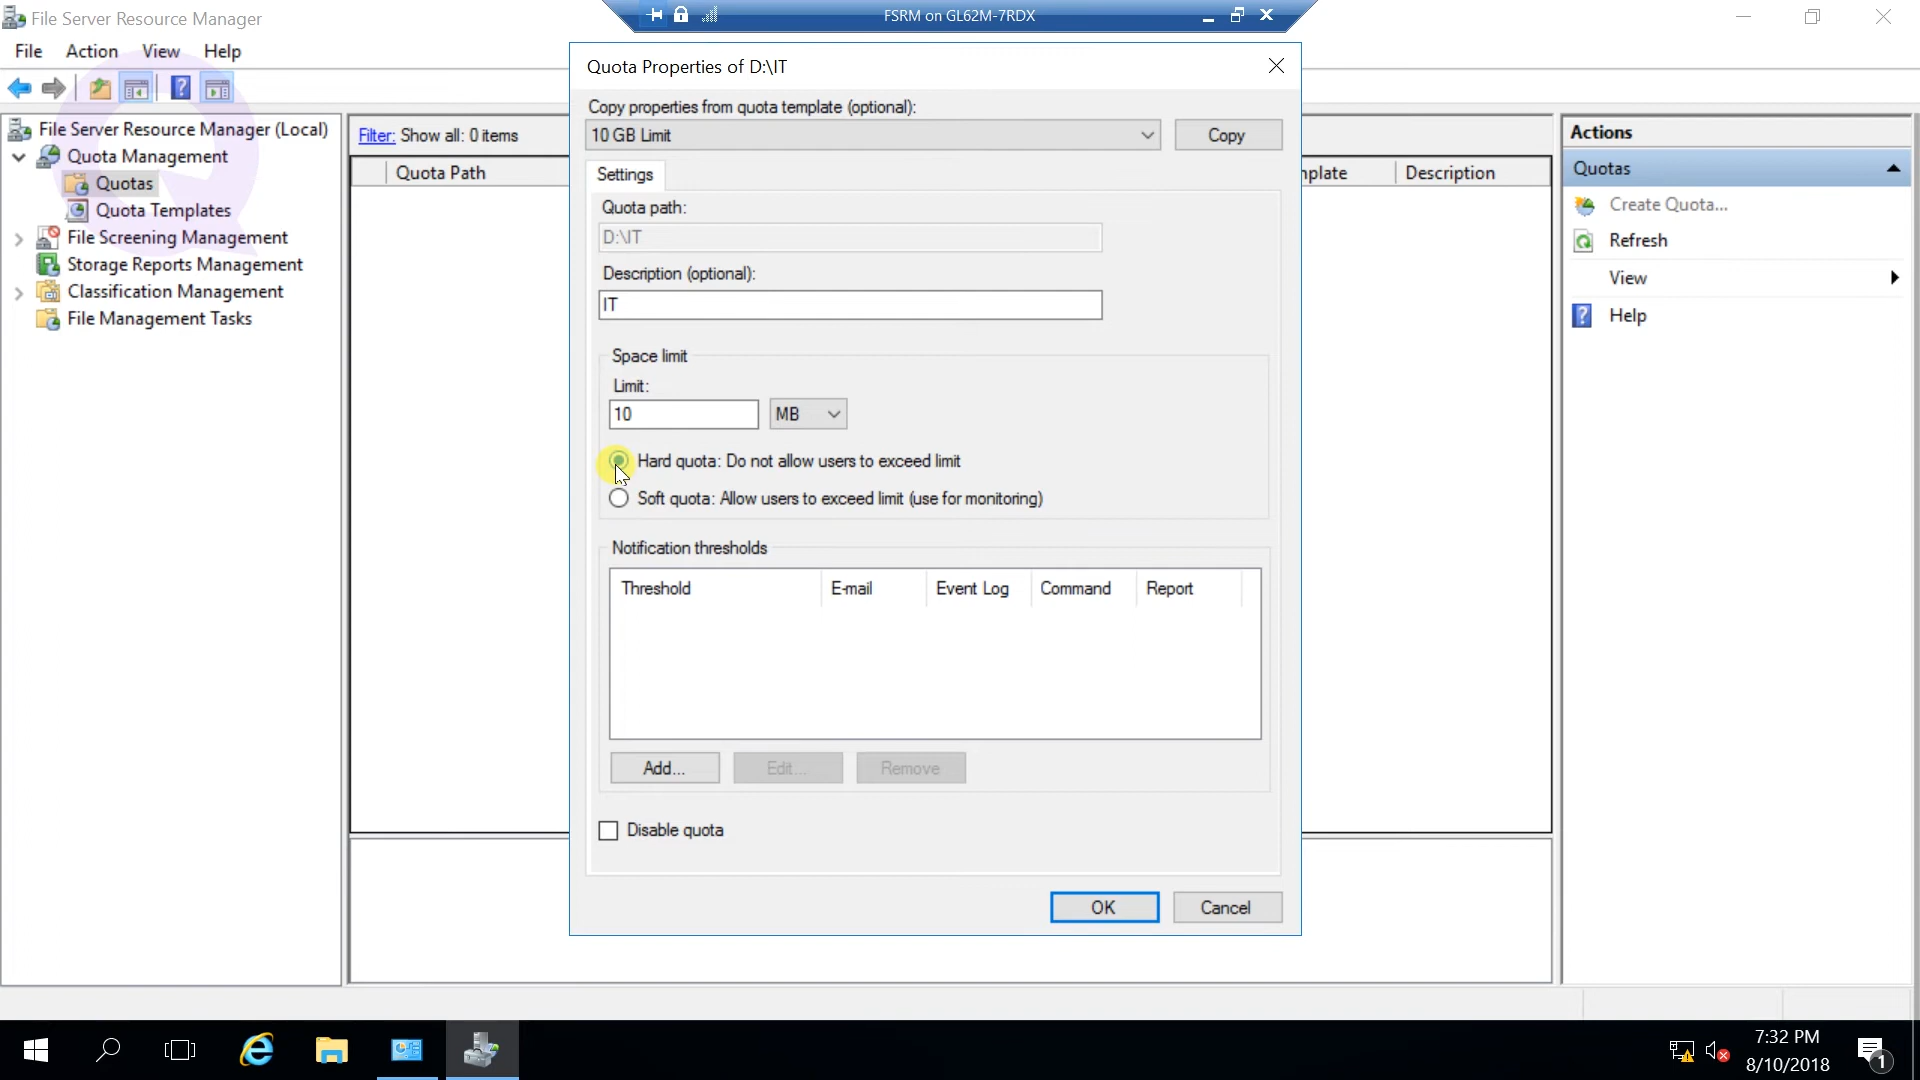 File Server Resource Manager
FSRM on GL62M-7RDX
File Action View Help
File Server Resource Manager (Local)
Quota Management
Quotas
Quota Templates
File Screening Management
Storage Reports Management
Classification Management
File Management Tasks
Filter: Show all: 0 items
Quota Path
nplate
Description
Quota Properties of D:\IT
Copy properties from quota template (optional):
10 GB Limit
Copy
Settings
Quota path:
D:\IT
Description (optional):
IT
Space limit
Limit:
10 MB
Hard quota: Do not allow users to exceed limit
Soft quota: Allow users to exceed limit (use for monitoring)
Notification thresholds
Threshold E-mail Event Log Command Report
Add... Edit... Remove
Disable quota
OK Cancel
Actions
Quotas
Create Quota...
Refresh
View
Help
7:32 PM
8/10/2018
1